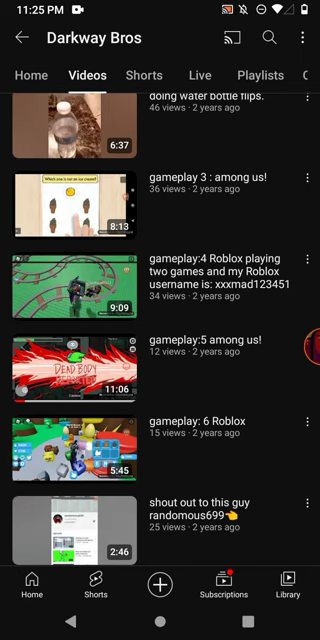 11:25 PM
Darkway Bros
Home Videos Shorts Live Playlists C
doing water bottle flips.
46 views · 2 years ago
6:37
Which one is not an ice cream?
gameplay 3 : among us!
36 views · 2 years ago
8:13
gameplay:4 Roblox playing
two games and my Roblox
username is: xxxmad123451
34 views · 2 years ago
9:09
gameplay:5 among us!
12 views · 2 years ago
DEAD BODY
REPORTED
11:06
gameplay: 6 Roblox
15 views · 2 years ago
5:45
shout out to this guy
randomous699👈
25 views · 2 years ago
2:46
Home Shorts Subscriptions Library